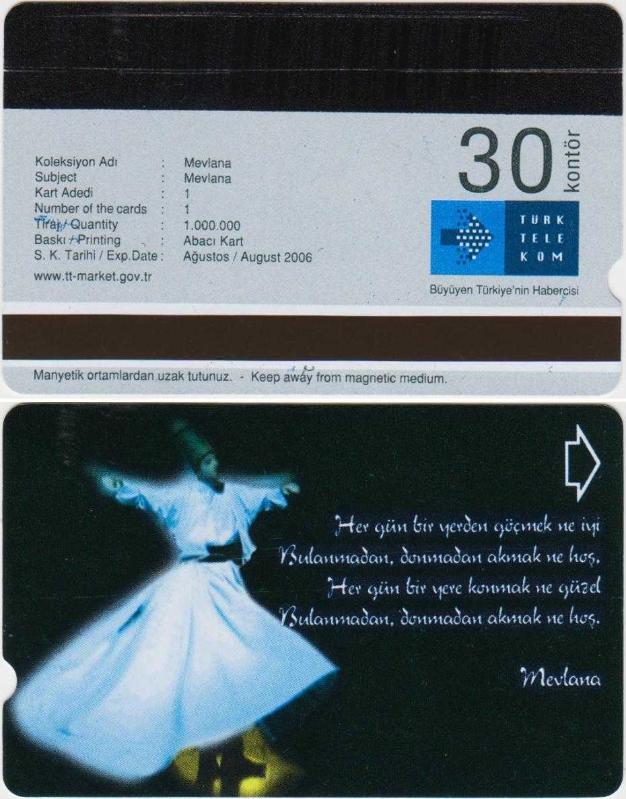 Koleksiyon Adı : Mevlana
Subject : Mevlana
Kart Adedi : 1
Number of the cards : 1
Tiraj / Quantity : 1.000.000
Baskı / Printing : Abacı Kart
S. K. Tarihi / Exp.Date : Ağustos / August 2006
www.tt-market.gov.tr
30 kontör
TÜRK
TELE
KOM
Büyüyen Türkiye'nin Habercisi
Manyetik ortamlardan uzak tutunuz. - Keep away from magnetic medium.
Her gün bir yerden göçmek ne iyi
Bulanmadan, donmadan akmak ne hoş,
Her gün bir yere konmak ne güzel
Bulanmadan, donmadan akmak ne hoş.
Mevlana